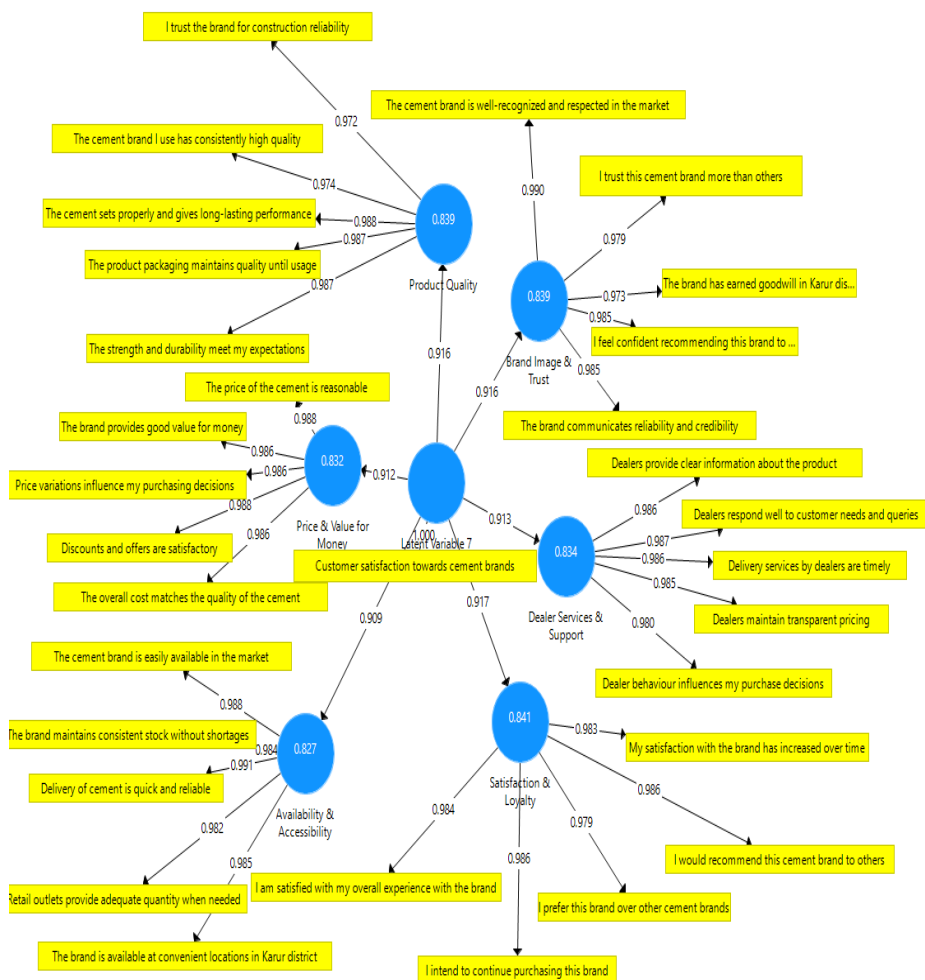 I trust the brand for construction reliability
0.972
The cement brand I use has consistently high quality
0.974
The cement sets properly and gives long-lasting performance
0.988
The product packaging maintains quality until usage
0.987
The strength and durability meet my expectations
0.987
0.839
Product Quality
0.916
The cement brand is well-recognized and respected in the market
0.990
I trust this cement brand more than others
0.979
The brand has earned goodwill in Karur dis...
0.973
I feel confident recommending this brand to ...
0.985
The brand communicates reliability and credibility
0.985
0.839
Brand Image &
Trust
0.916
The price of the cement is reasonable
0.988
The brand provides good value for money
0.986
Price variations influence my purchasing decisions
0.986
Discounts and offers are satisfactory
0.988
The overall cost matches the quality of the cement
0.986
0.832
Price & Value for
Money
0.912
Latent Variable 7
1.000
Customer satisfaction towards cement brands
0.913
Dealers provide clear information about the product
0.986
Dealers respond well to customer needs and queries
0.987
Delivery services by dealers are timely
0.986
Dealers maintain transparent pricing
0.985
Dealer behaviour influences my purchase decisions
0.980
0.834
Dealer Services &
Support
0.909
The cement brand is easily available in the market
0.988
The brand maintains consistent stock without shortages
0.984
Delivery of cement is quick and reliable
0.991
Retail outlets provide adequate quantity when needed
0.982
The brand is available at convenient locations in Karur district
0.985
0.827
Availability &
Accessibility
0.917
0.841
Satisfaction &
Loyalty
My satisfaction with the brand has increased over time
0.983
I would recommend this cement brand to others
0.986
I prefer this brand over other cement brands
0.979
I intend to continue purchasing this brand
0.986
I am satisfied with my overall experience with the brand
0.984